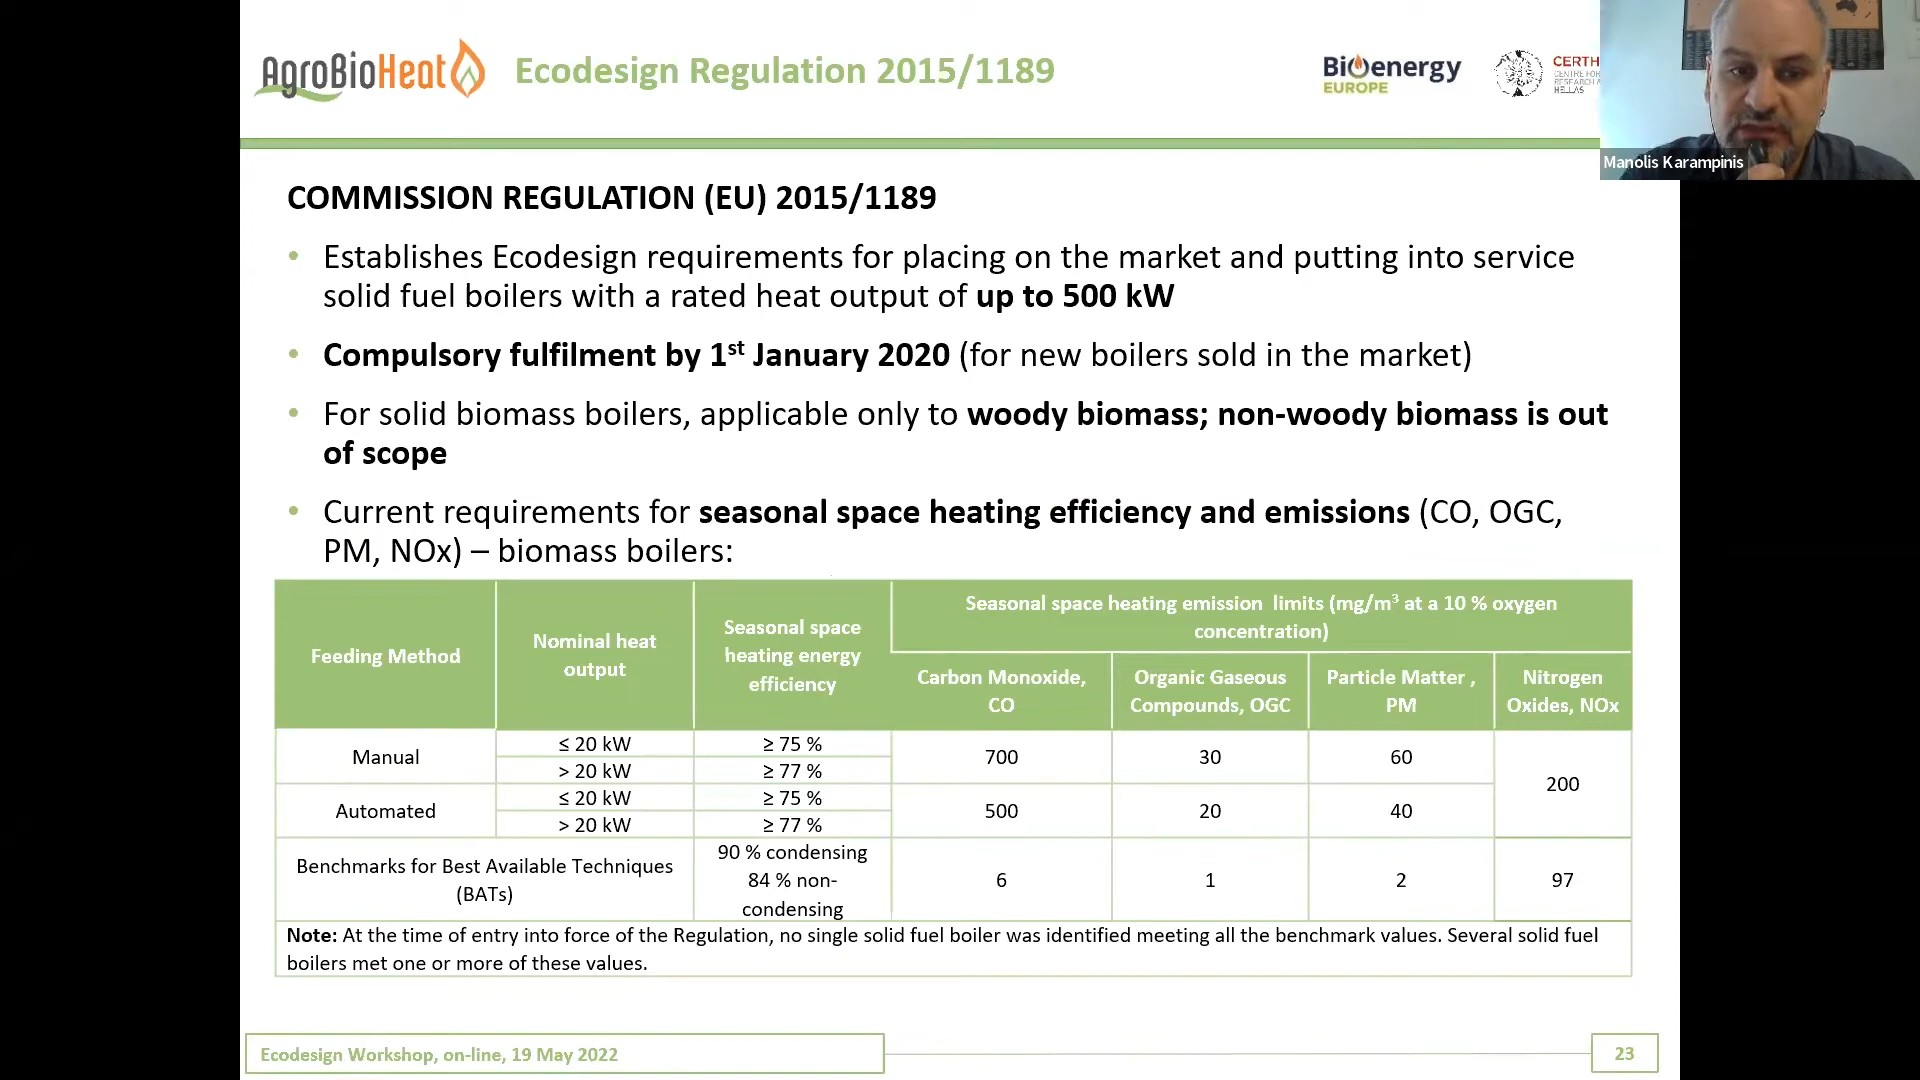 AgroBioHeat
Ecodesign Regulation 2015/1189
Bioenergy
EUROPE
CERTH
CENTRE FOR
RESEARCH
HELLAS
Manolis Karampinis
COMMISSION REGULATION (EU) 2015/1189
• Establishes Ecodesign requirements for placing on the market and putting into service
solid fuel boilers with a rated heat output of up to 500 kW
• Compulsory fulfilment by 1st January 2020 (for new boilers sold in the market)
• For solid biomass boilers, applicable only to woody biomass; non-woody biomass is out
of scope
• Current requirements for seasonal space heating efficiency and emissions (CO, OGC,
PM, NOx) – biomass boilers:
Feeding Method
Nominal heat
output
Seasonal space
heating energy
efficiency
Seasonal space heating emission limits (mg/m³ at a 10 % oxygen
concentration)
Carbon Monoxide,
CO
Organic Gaseous
Compounds, OGC
Particle Matter ,
PM
Nitrogen
Oxides, NOx
Manual
≤ 20 kW
≥ 75 %
> 20 kW
≥ 77 %
700
30
60
200
Automated
≤ 20 kW
≥ 75 %
> 20 kW
≥ 77 %
500
20
40
Benchmarks for Best Available Techniques
(BATs)
90 % condensing
84 % non-
condensing
6
1
2
97
Note: At the time of entry into force of the Regulation, no single solid fuel boiler was identified meeting all the benchmark values. Several solid fuel
boilers met one or more of these values.
Ecodesign Workshop, on-line, 19 May 2022
23